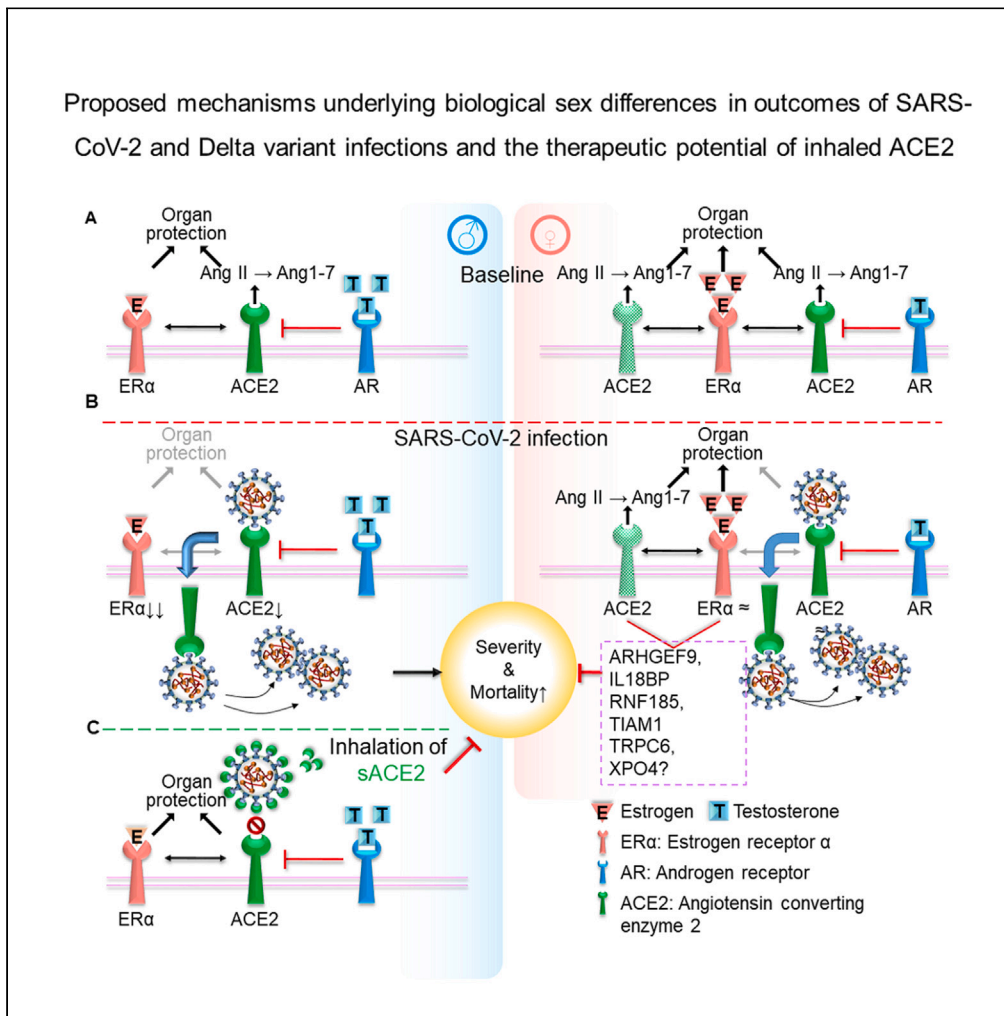 Proposed mechanisms underlying biological sex differences in outcomes of SARS-
CoV-2 and Delta variant infections and the therapeutic potential of inhaled ACE2
A
Organ
protection
Ang II → Ang1-7
E
T T
T
ERα
ACE2
AR
♂
♀
Baseline
Organ
protection
Ang II → Ang1-7
Ang II → Ang1-7
E E
E
T
ACE2
ERα
ACE2
AR
B
SARS-CoV-2 infection
Organ
protection
E
T T
T
ERα↓↓
ACE2↓
AR
Organ
protection
Ang II → Ang1-7
E E
E
T
ACE2
ERα ≈
ACE2
≈
AR
Severity
&
Mortality↑
ARHGEF9,
IL18BP
RNF185,
TIAM1
TRPC6,
XPO4?
C
Inhalation of
sACE2
Organ
protection
E
T T
T
ERα
ACE2
AR
E Estrogen T Testosterone
ERα: Estrogen receptor α
AR: Androgen receptor
ACE2: Angiotensin converting
enzyme 2